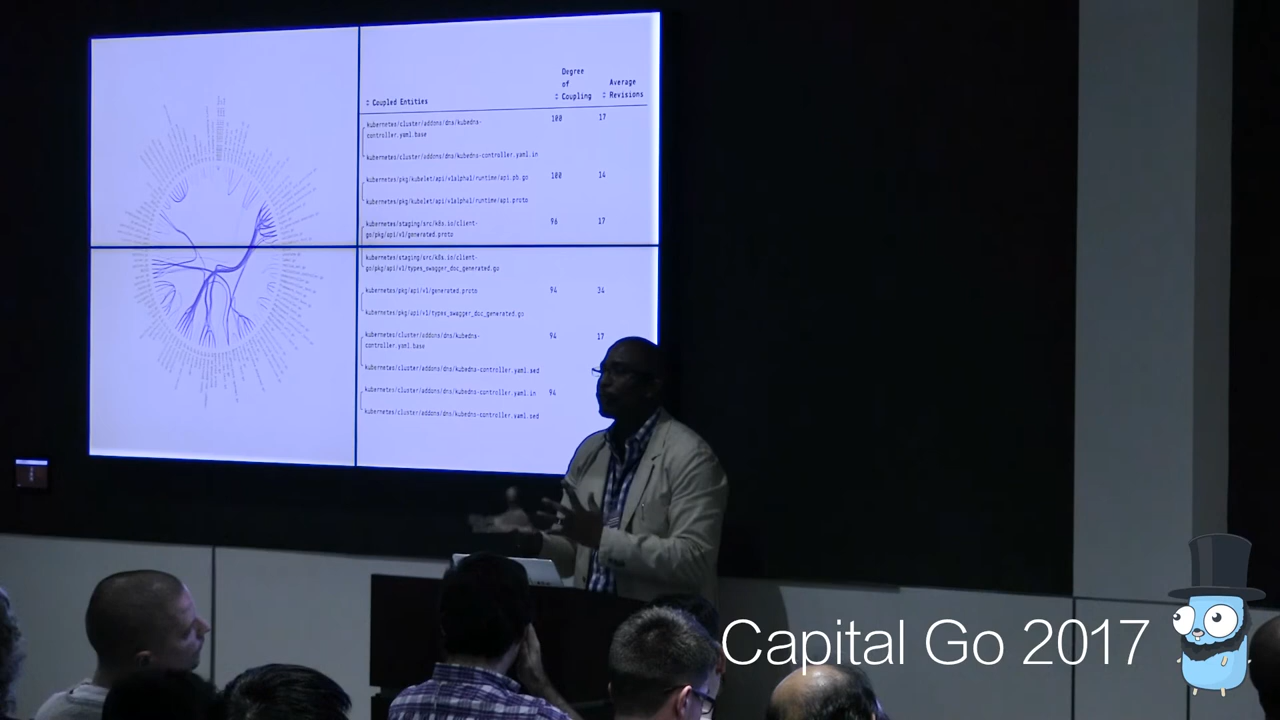 Degree
of
Coupling
Average
Revisions
Coupled Entities
kubernetes/cluster/addons/dns/kubedns-
controller.yaml.base
100
17
kubernetes/cluster/addons/dns/kubedns-controller.yaml.in
kubernetes/pkg/kubelet/api/v1alpha1/runtime/api.pb.go
100
14
kubernetes/pkg/kubelet/api/v1alpha1/runtime/api.proto
kubernetes/staging/src/k8s.io/client-
go/pkg/api/v1/generated.proto
96
17
kubernetes/staging/src/k8s.io/client-
go/pkg/api/v1/types_swagger_doc_generated.go
kubernetes/pkg/api/v1/generated.proto
94
34
kubernetes/pkg/api/v1/types_swagger_doc_generated.go
kubernetes/cluster/addons/dns/kubedns-
controller.yaml.base
94
17
kubernetes/cluster/addons/dns/kubedns-controller.yaml.sed
kubernetes/cluster/addons/dns/kubedns-controller.yaml.in
94
kubernetes/cluster/addons/dns/kubedns-controller.yaml.sed
Capital Go 2017